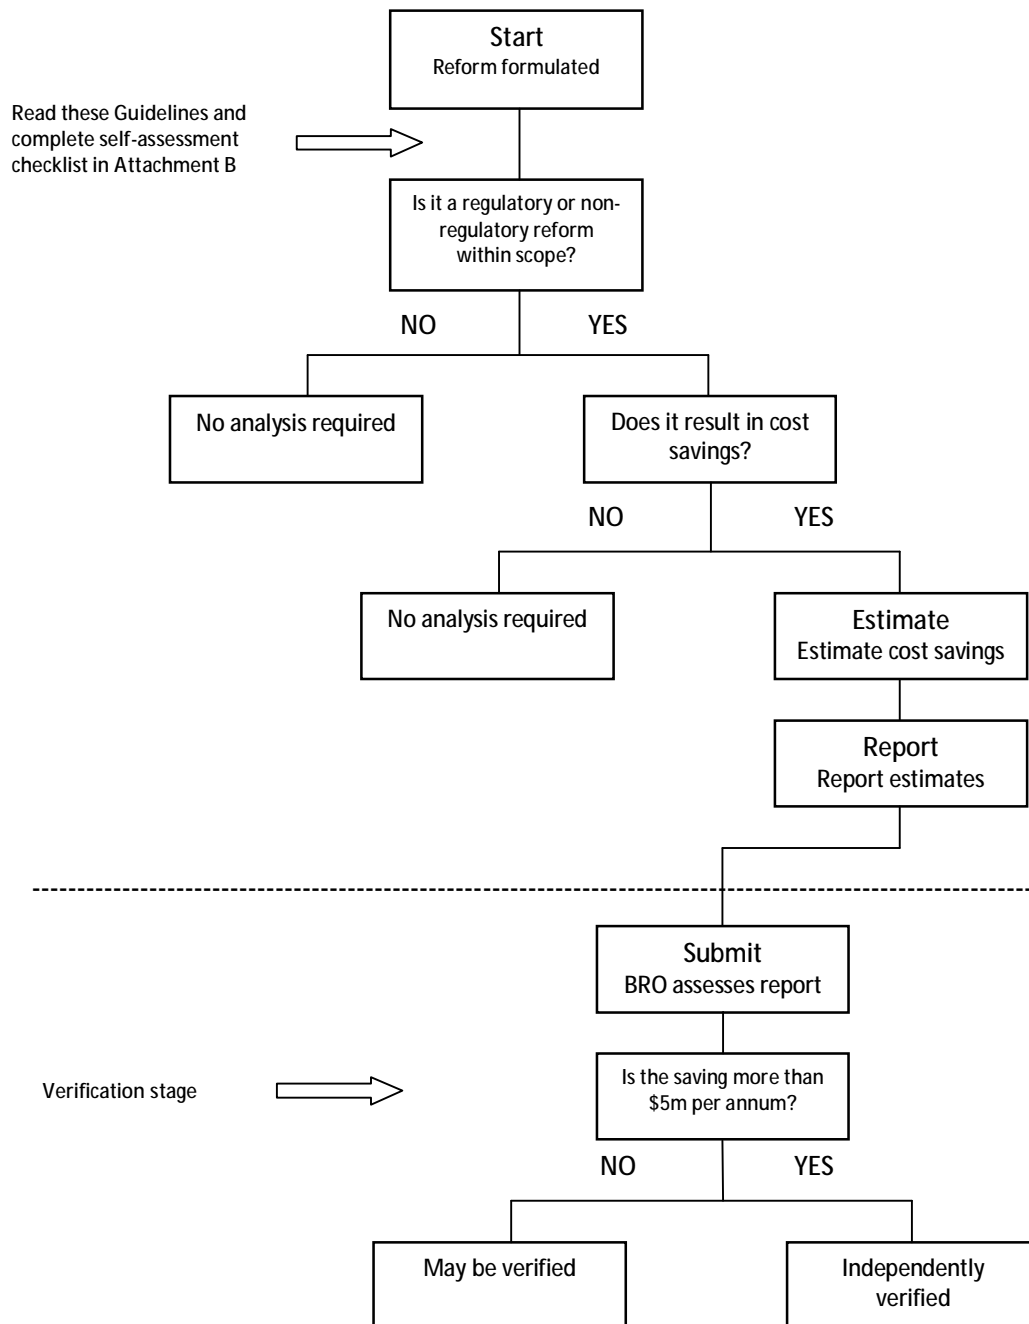 Start
Reform formulated
Read these Guidelines and
complete self-assessment
checklist in Attachment B
Is it a regulatory or non-
regulatory reform
within scope?
NO
YES
No analysis required
Does it result in cost
savings?
NO
YES
No analysis required
Estimate
Estimate cost savings
Report
Report estimates
Submit
BRO assesses report
Verification stage
Is the saving more than
$5m per annum?
NO
YES
May be verified
Independently
verified